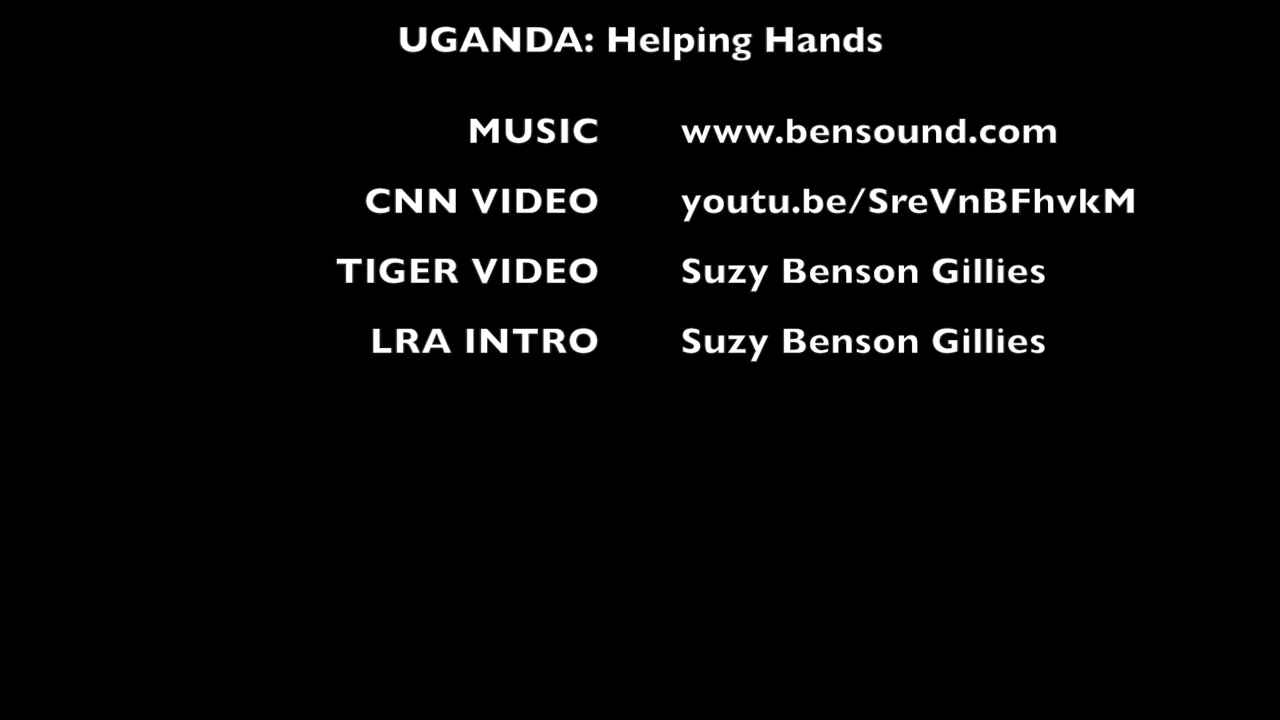 UGANDA: Helping Hands
MUSIC www.bensound.com
CNN VIDEO youtu.be/SreVnBFhvkM
TIGER VIDEO Suzy Benson Gillies
LRA INTRO Suzy Benson Gillies